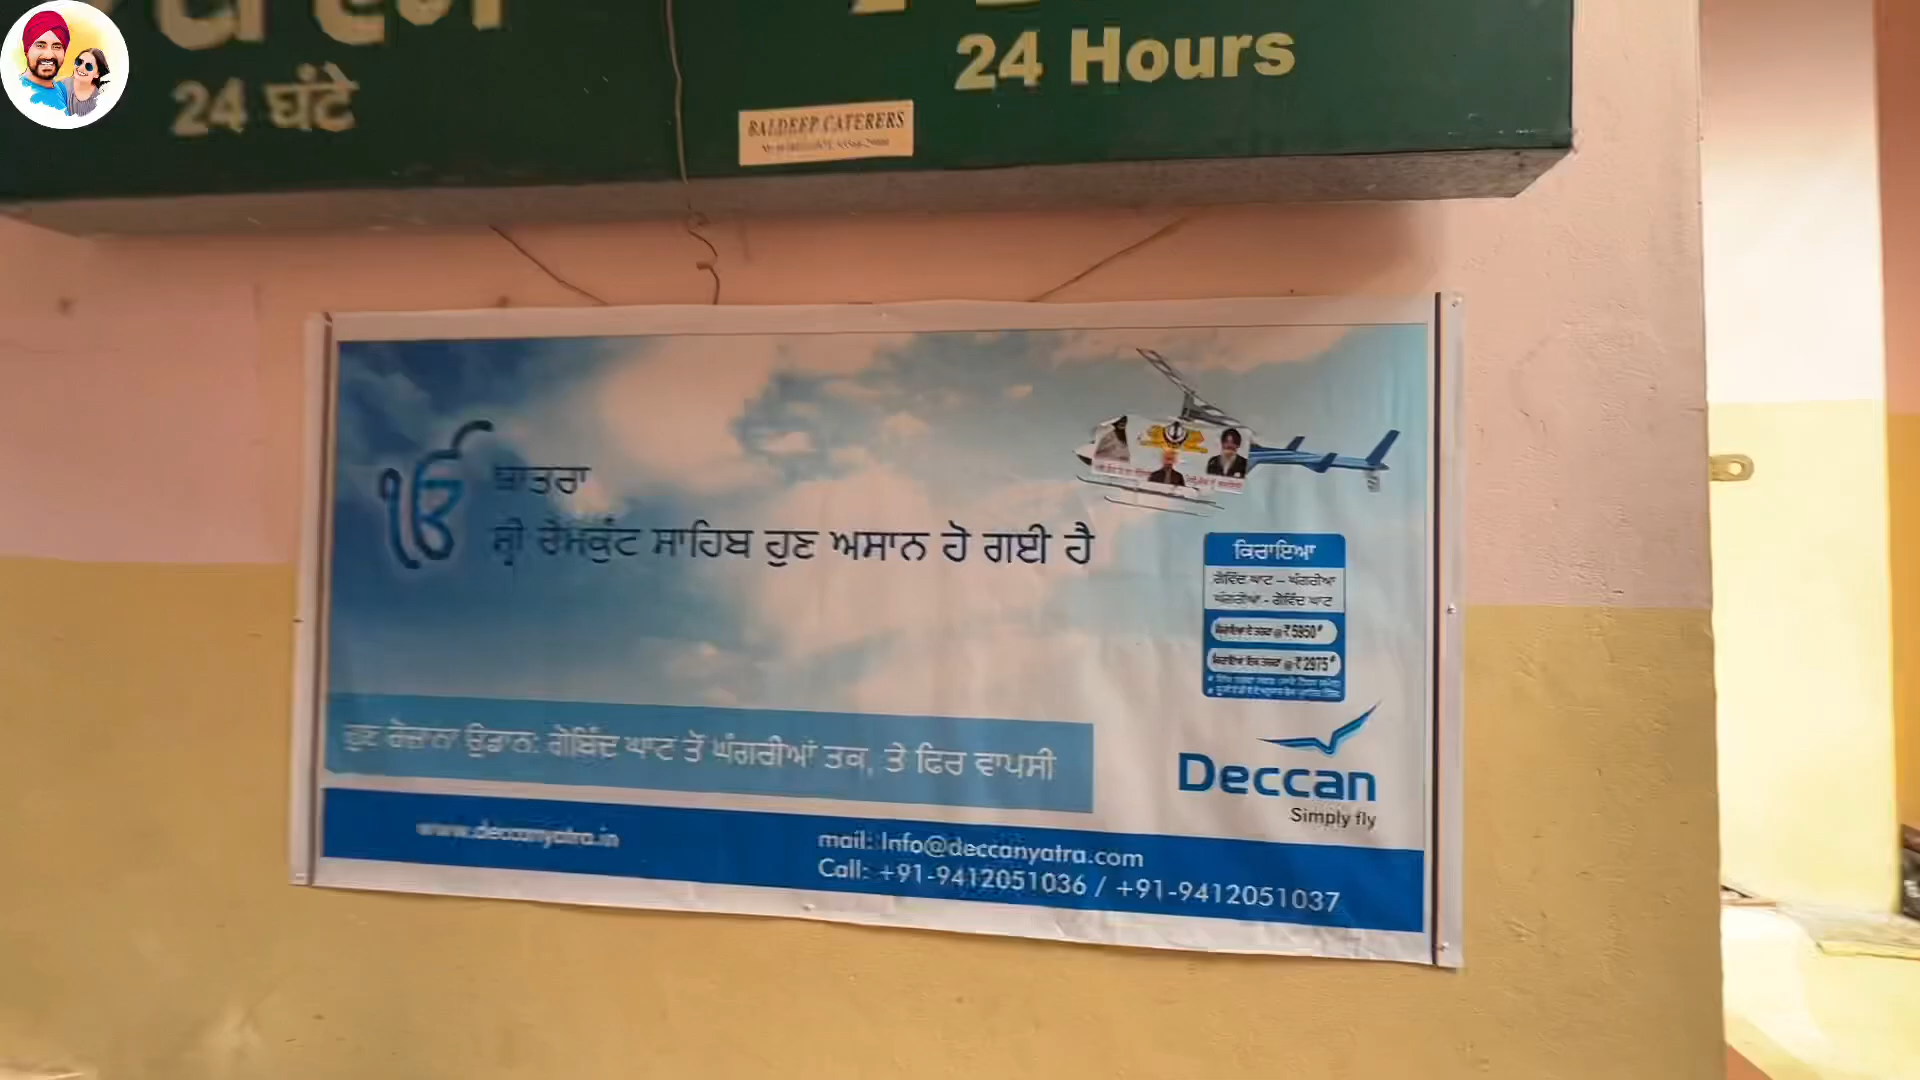 24 ਘੰਟੇ
24 Hours
BALDEEP CATERERS
ੴ
ਯਾਤਰਾ
ਸ਼੍ਰੀ ਹੇਮਕੁੰਟ ਸਾਹਿਬ ਹੁਣ ਅਸਾਨ ਹੋ ਗਈ ਹੈ
ਕਿਰਾਇਆ
ਗੋਵਿੰਦ ਘਾਟ – ਘੰਗਰੀਆ
ਘੰਗਰੀਆ - ਗੋਵਿੰਦ ਘਾਟ
@ ₹ 5950*
@ ₹ 2975*
ਹੁਣ ਰੋਜ਼ਾਨਾ ਉਡਾਨ: ਗੋਬਿੰਦ ਘਾਟ ਤੋਂ ਘੰਗਰੀਆਂ ਤਕ, ਤੇ ਫਿਰ ਵਾਪਸੀ
Deccan
Simply fly
www.deccanyatra.in
mail: Info@deccanyatra.com
Call: +91-9412051036 / +91-9412051037